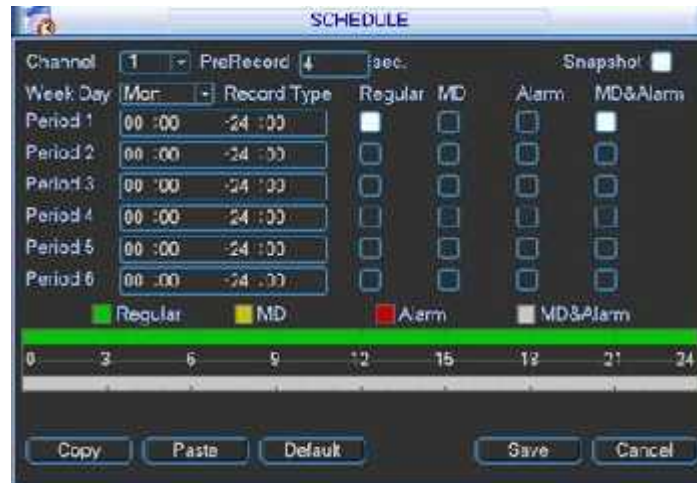 SCHEDULE
Channel 1 PreRecord 4 sec. Snapshot
Week Day Mon Record Type Regular MD Alarm MD&Alarm
Period 1 00 :00 -24 :00
Period 2 00 :00 -24 :00
Period 3 00 :00 -24 :00
Period 4 00 :00 -24 :00
Period 5 00 :00 -24 :00
Period 6 00 :00 -24 :00
Regular MD Alarm MD&Alarm
0 3 6 9 12 15 18 21 24
Copy Paste Default Save Cancel